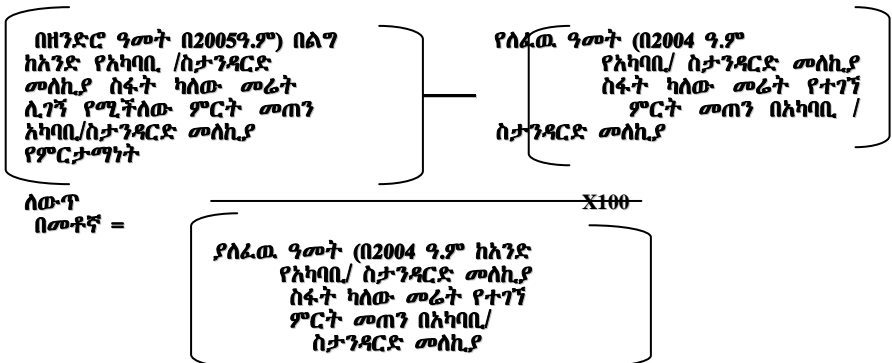 በዘንድሮ ዓመት በ2005ዓ.ም) በልግ
ከአንድ የአካባቢ /ስታንዳርድ
መለኪያ ስፋት ካለው መሬት
ሊገኝ የሚችለው ምርት መጠን
አካባቢ/ስታንዳርድ መለኪያ
የምርታማነት
የለፈዉ ዓመት (በ2004 ዓ.ም
የአካባቢ/ ስታንዳርድ መለኪያ
ስፋት ካለው መሬት የተገኘ
ምርት መጠን በአካባቢ /
ስታንዳርድ መለኪያ
ለውጥ
በመቶኛ =
X100
ያለፈዉ ዓመት (በ2004 ዓ.ም ከአንድ
የአካባቢ/ ስታንዳርድ መለኪያ
ስፋት ካለው መሬት የተገኘ
ምርት መጠን በአካባቢ/
ስታንዳርድ መለኪያ